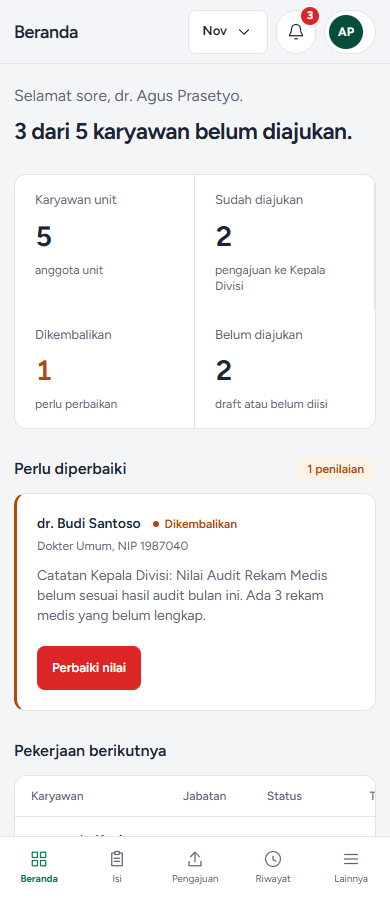 Beranda
Nov
3
AP
Selamat sore, dr. Agus Prasetyo.
3 dari 5 karyawan belum diajukan.
Karyawan unit
5
anggota unit
Sudah diajukan
2
pengajuan ke Kepala
Divisi
Dikembalikan
1
perlu perbaikan
Belum diajukan
2
draft atau belum diisi
Perlu diperbaiki
1 penilaian
dr. Budi Santoso
Dikembalikan
Dokter Umum, NIP 1987040
Catatan Kepala Divisi: Nilai Audit Rekam Medis
belum sesuai hasil audit bulan ini. Ada 3 rekam
medis yang belum lengkap.
Perbaiki nilai
Pekerjaan berikutnya
Karyawan Jabatan Status T
Beranda
Isi
Pengajuan
Riwayat
Lainnya